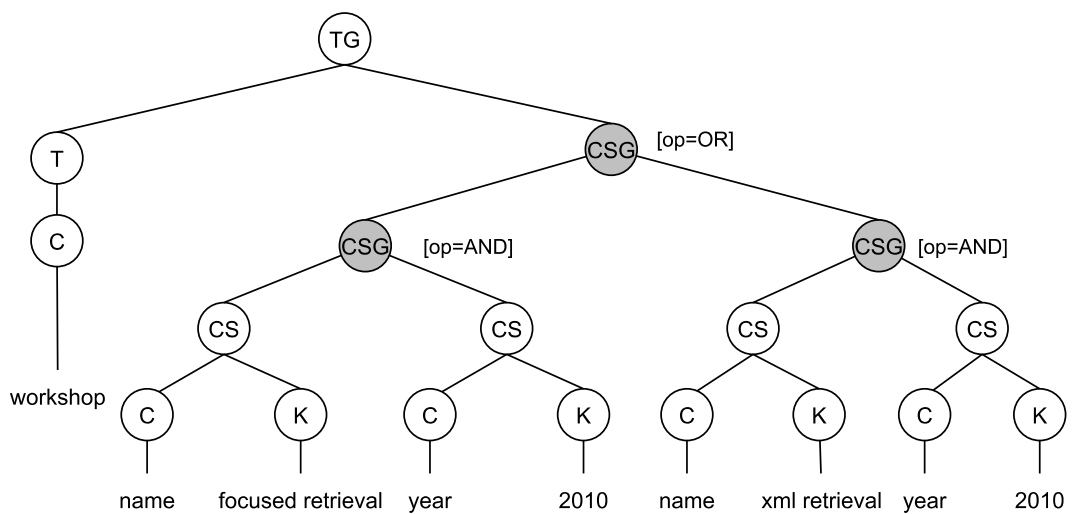 TG
T
CSG [op=OR]
C
CSG [op=AND]
CSG [op=AND]
CS
CS
CS
CS
workshop
C
K
C
K
C
K
C
K
name
focused retrieval
year
2010
name
xml retrieval
year
2010